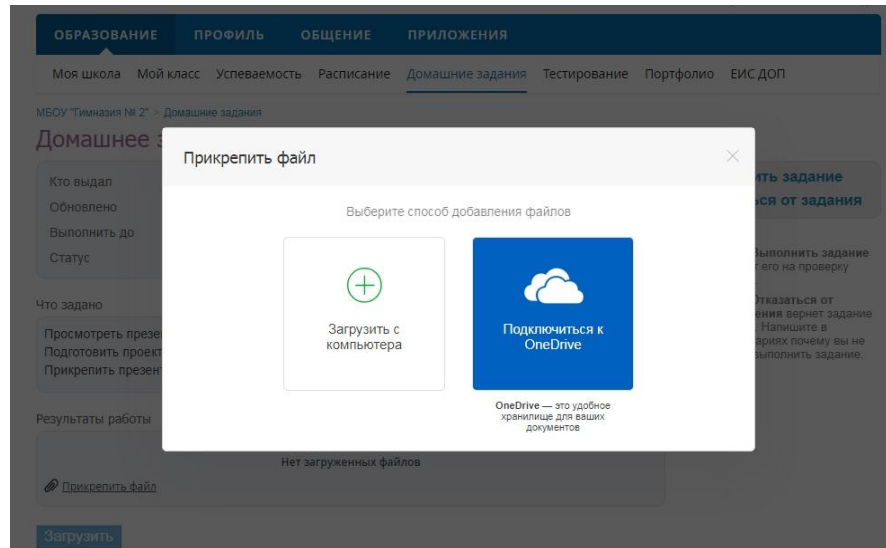 ОБРАЗОВАНИЕ ПРОФИЛЬ ОБЩЕНИЕ ПРИЛОЖЕНИЯ
Моя школа Мой класс Успеваемость Расписание Домашние задания Тестирование Портфолио ЕИС ДОП
МБОУ "Гимназия № 2" > Домашние задания
Домашнее з
Прикрепить файл
Кто выдал
Обновлено
Выполнить до
Статус
Выберите способ добавления файлов
Загрузить с
компьютера
Подключиться к
OneDrive
OneDrive — это удобное
хранилище для ваших
документов
ить задание
ься от задания
Выполнить задание
т его на проверку
Отказаться от
ения вернет задание
. Напишите в
ариях почему вы не
выполнить задание.
Что задано
Просмотреть презе
Подготовить проект
Прикрепить презен
Результаты работы
Нет загруженных файлов
Прикрепить файл
Загрузить